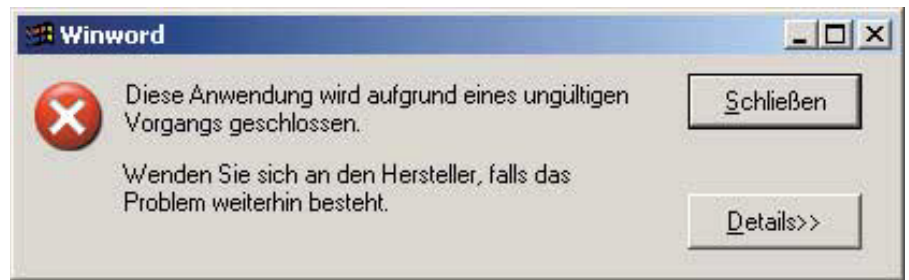 Winword
Diese Anwendung wird aufgrund eines ungültigen
Vorgangs geschlossen.
Wenden Sie sich an den Hersteller, falls das
Problem weiterhin besteht.
Schließen
Details>>